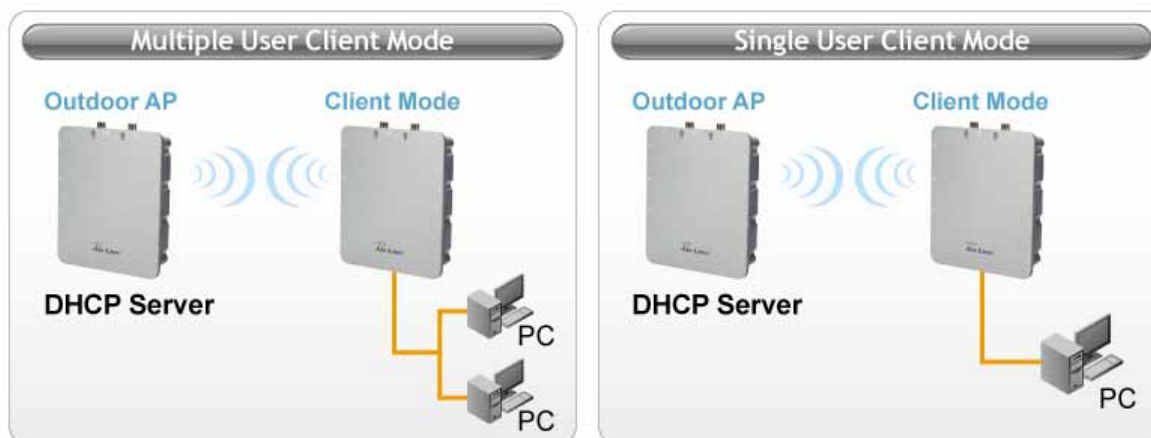 Multiple User Client Mode
Outdoor AP
Client Mode
DHCP Server
PC
PC
Single User Client Mode
Outdoor AP
Client Mode
DHCP Server
PC